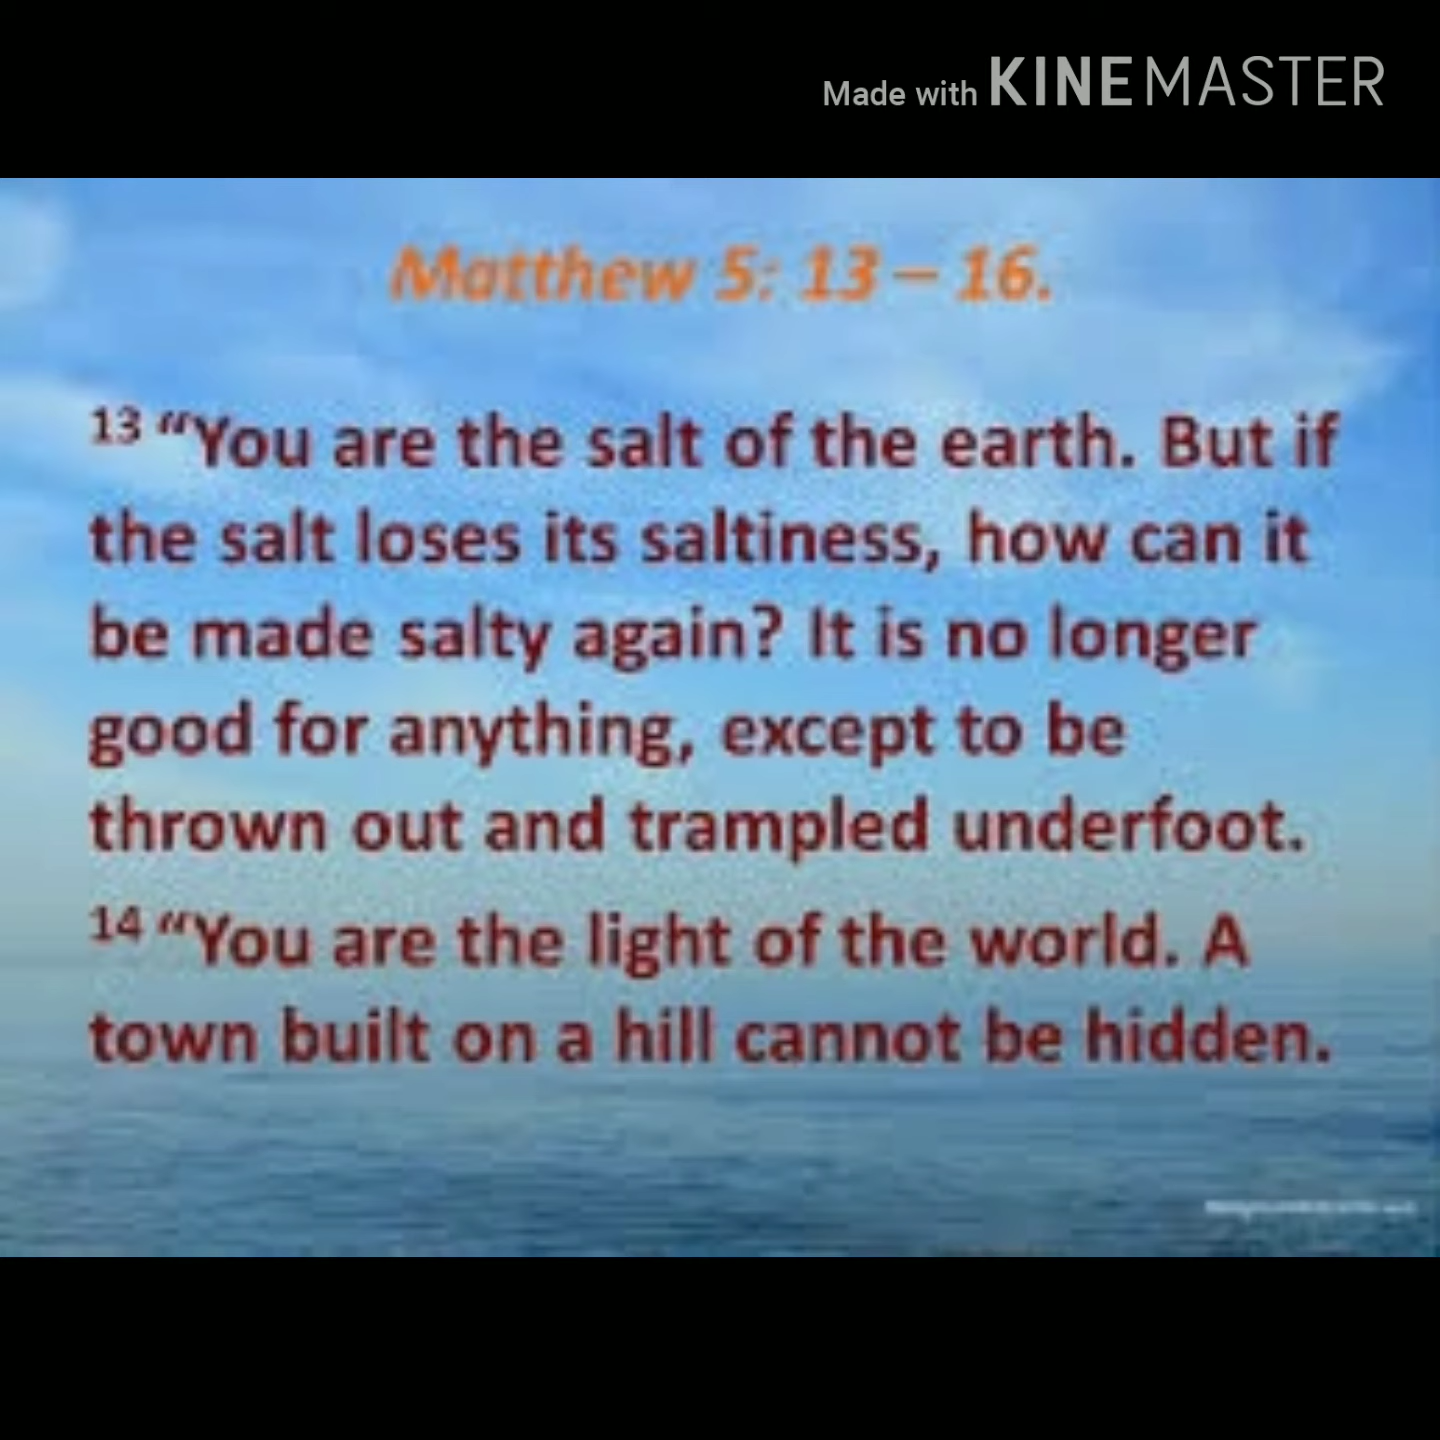 Made with KINEMASTER
Matthew 5: 13 – 16.
13 “You are the salt of the earth. But if
the salt loses its saltiness, how can it
be made salty again? It is no longer
good for anything, except to be
thrown out and trampled underfoot.
14 “You are the light of the world. A
town built on a hill cannot be hidden.